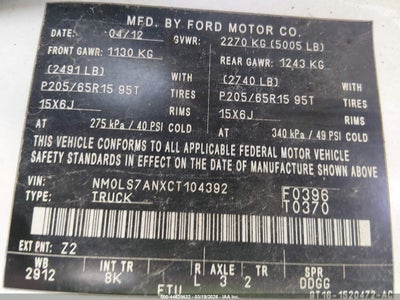 MFD. BY FORD MOTOR CO.
DATE: 04/12 GVWR: 2270 KG (5005 LB)
FRONT GAWR: 1130 KG REAR GAWR: 1243 KG
(2491 LB) WITH (2740 LB) WITH
P205/65R15 95T TIRES P205/65R15 95T TIRES
15X6J RIMS 15X6J RIMS
AT 275 kPa / 40 PSI COLD AT 340 kPa / 49 PSI COLD
THIS VEHICLE CONFORMS TO ALL APPLICABLE FEDERAL MOTOR VEHICLE
SAFETY STANDARDS IN EFFECT ON THE DATE OF MANUFACTURE SHOWN ABOVE
VIN: NM0LS7ANXCT104392 F0396
TYPE: TRUCK T0370
EXT PNT: Z2
WB INT TR R AXLE TR SPR
2912 8K 3 2 DDGG